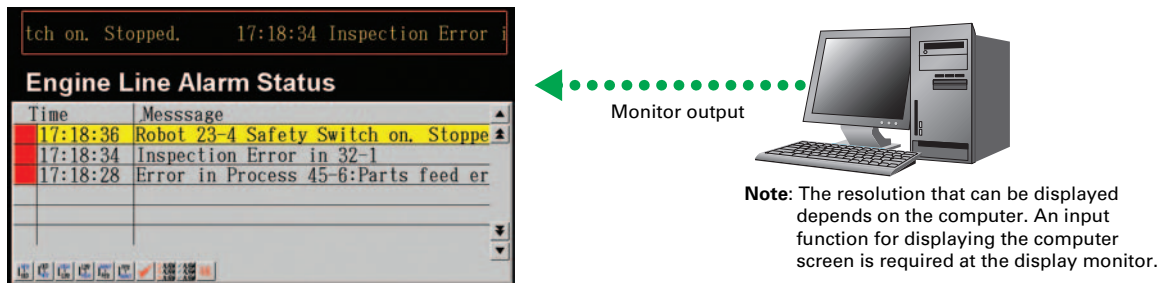 tch on. Stopped. 17:18:34 Inspection Error i
Engine Line Alarm Status
Time Messsage
17:18:36 Robot 23-4 Safety Switch on. Stoppe
17:18:34 Inspection Error in 32-1
17:18:28 Error in Process 45-6:Parts feed er
Monitor output
Note: The resolution that can be displayed
depends on the computer. An input
function for displaying the computer
screen is required at the display monitor.